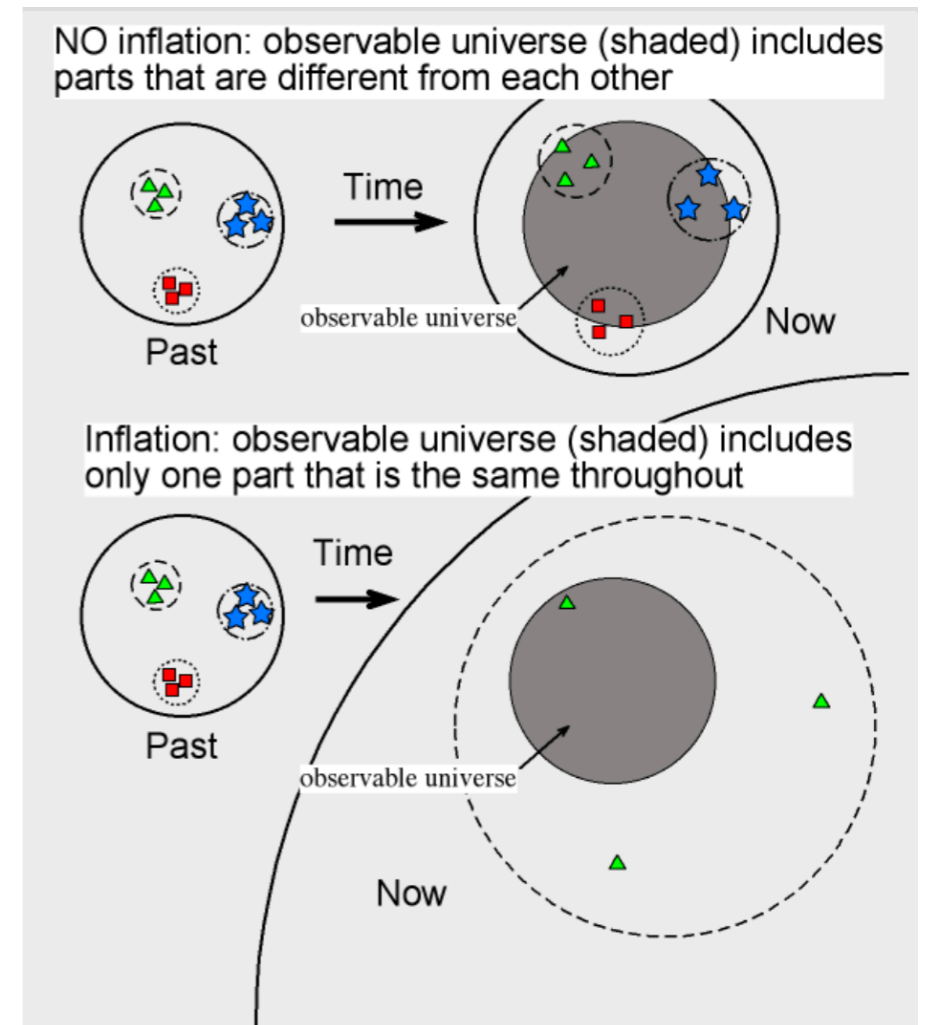 NO inflation: observable universe (shaded) includes
parts that are different from each other
Time
observable universe
Past
Now
Inflation: observable universe (shaded) includes
only one part that is the same throughout
Time
Past
observable universe
Now